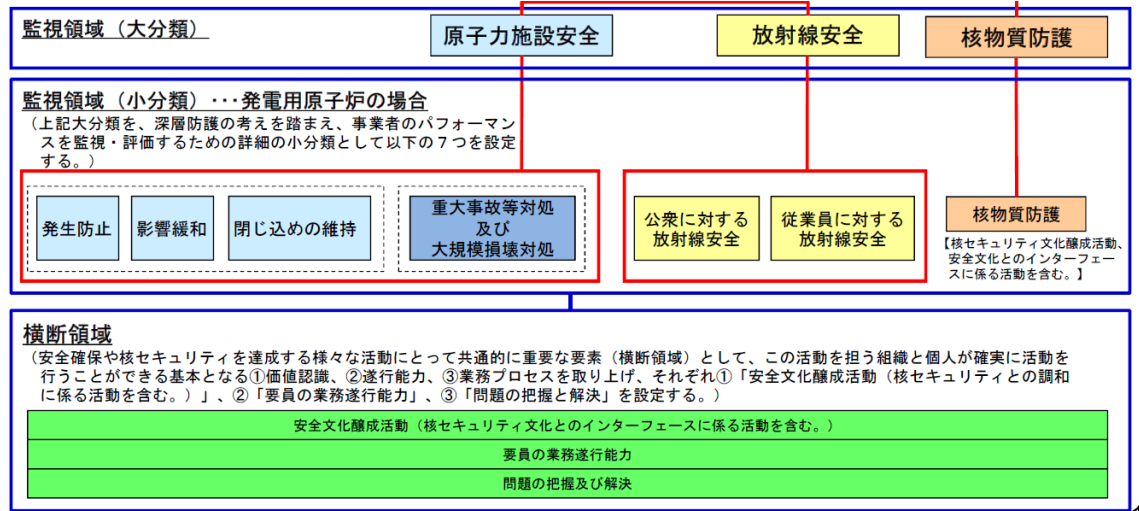 監視領域（大分類）
原子力施設安全
放射線安全
核物質防護
監視領域（小分類）･･･発電用原子炉の場合
（上記大分類を、深層防護の考えを踏まえ、事業者のパフォーマン
スを監視・評価するための詳細の小分類として以下の７つを設定
する。）
発生防止
影響緩和
閉じ込めの維持
重大事故等対処
及び
大規模損壊対処
公衆に対する
放射線安全
従業員に対する
放射線安全
核物質防護
【核セキュリティ文化醸成活動、
安全文化とのインターフェー
スに係る活動を含む。】
横断領域
（安全確保や核セキュリティを達成する様々な活動にとって共通的に重要な要素（横断領域）として、この活動を担う組織と個人が確実に活動を
行うことができる基本となる①価値認識、②遂行能力、③業務プロセスを取り上げ、それぞれ①「安全文化醸成活動（核セキュリティとの調和
に係る活動を含む。）」、②「要員の業務遂行能力」、③「問題の把握と解決」を設定する。）
安全文化醸成活動（核セキュリティ文化とのインターフェースに係る活動を含む。）
要員の業務遂行能力
問題の把握及び解決